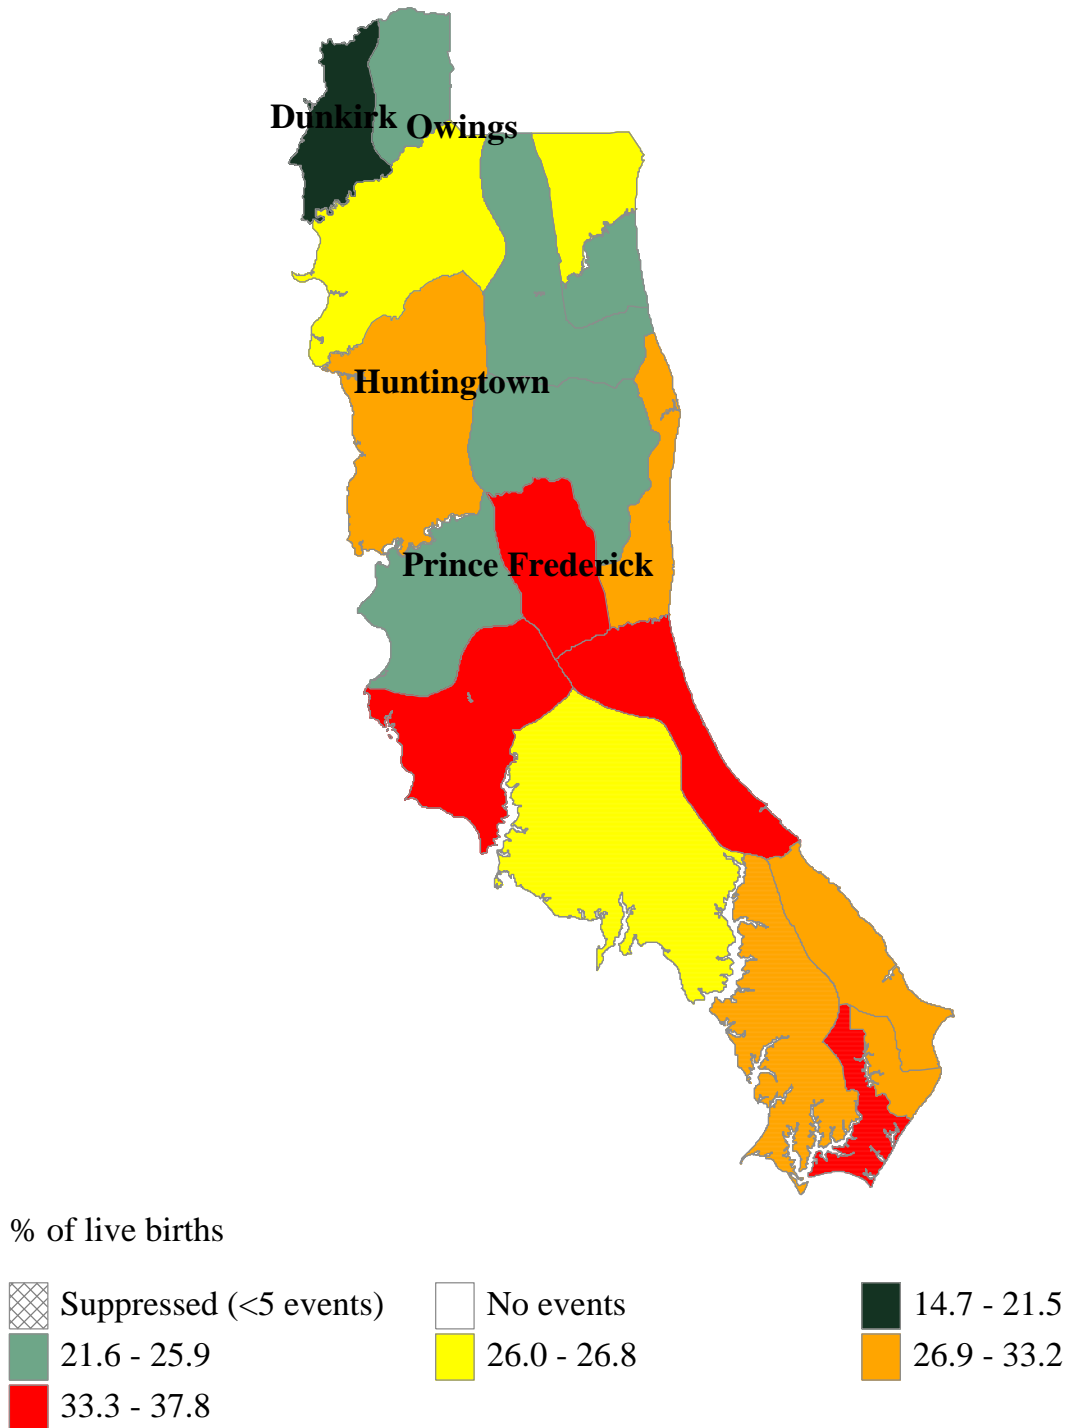 Dunkirk
Owings
Huntingtown
Prince Frederick
% of live births
Suppressed (<5 events)
No events
14.7 - 21.5
21.6 - 25.9
26.0 - 26.8
26.9 - 33.2
33.3 - 37.8